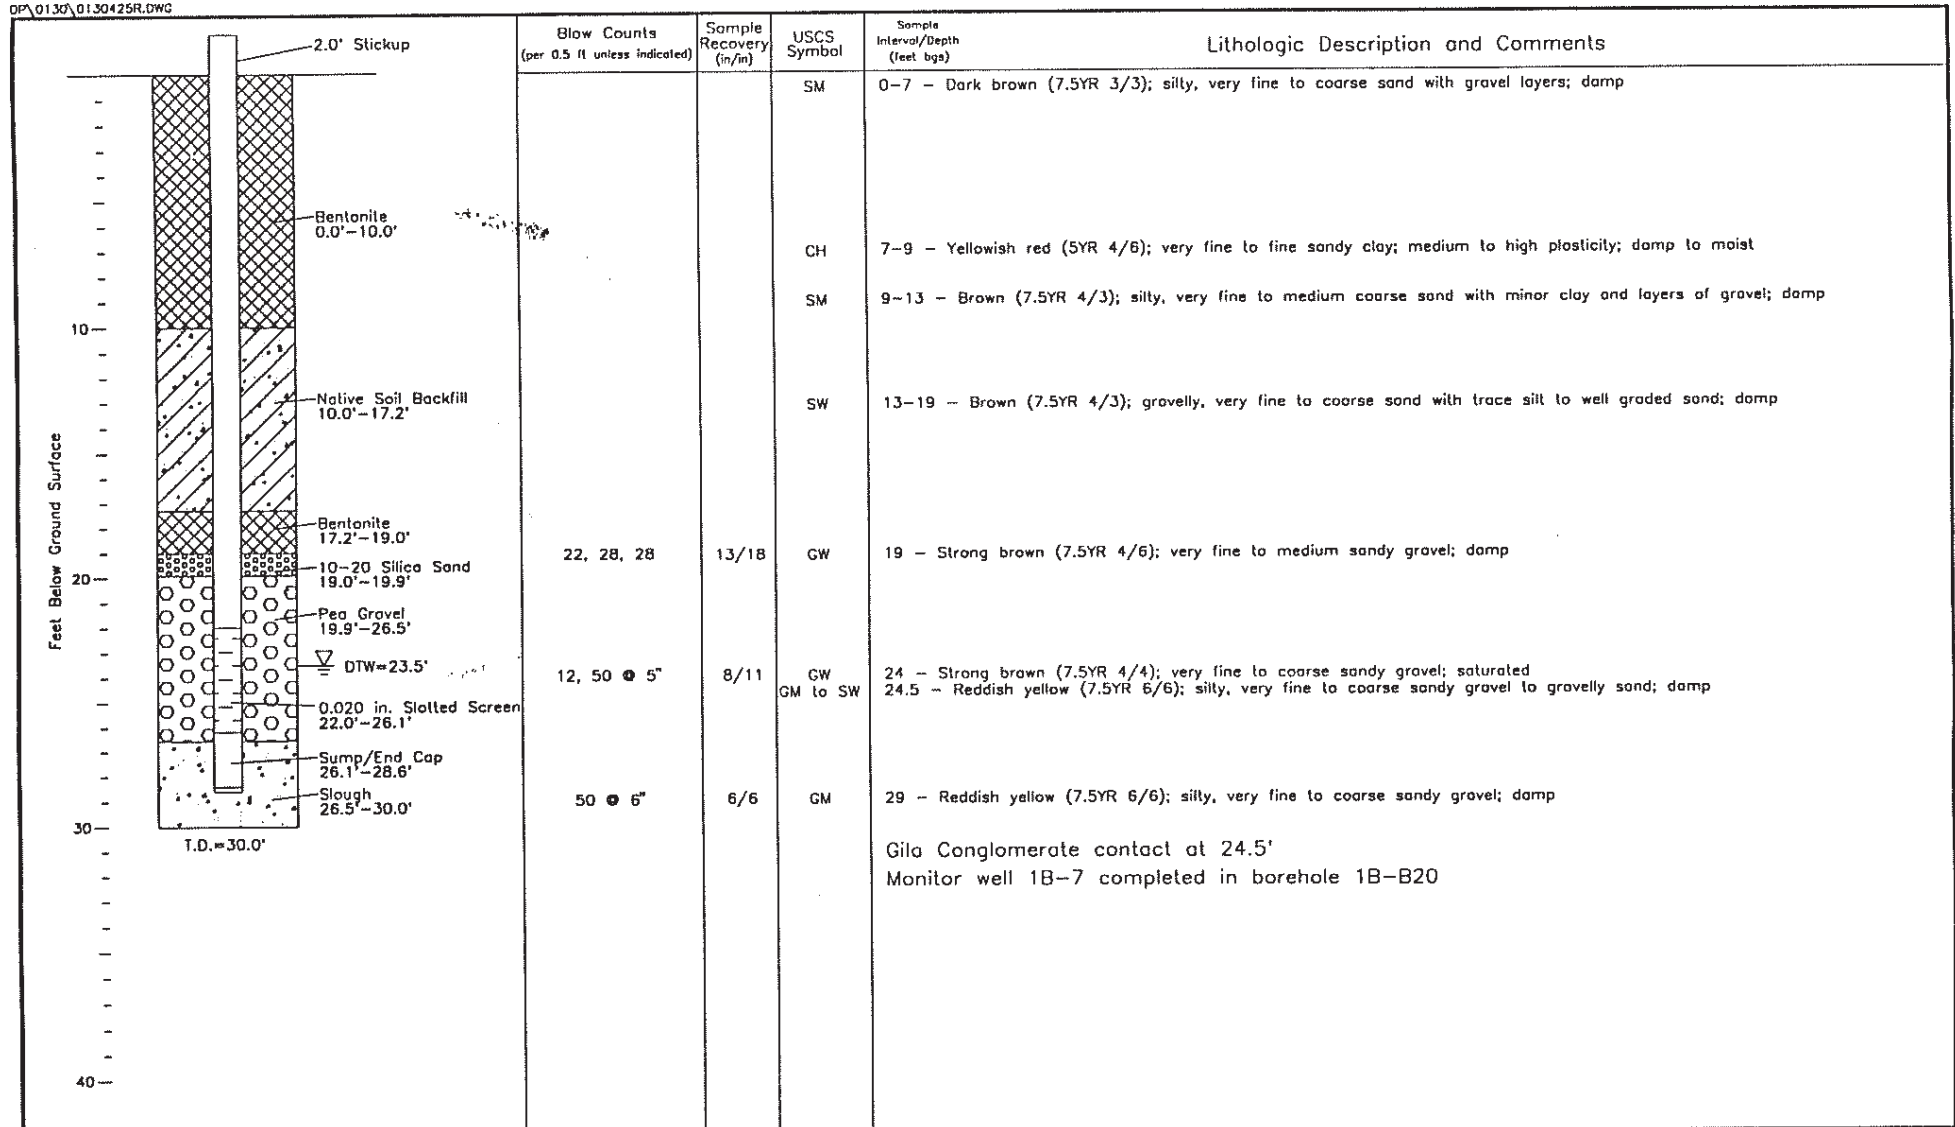 OP\0130\0130425R.DWG
Blow Counts
(per 0.5 ft unless indicated)
Sample
Recovery
(in/in)
USCS
Symbol
Sample
Interval/Depth
(feet bgs)
Lithologic Description and Comments
2.0' Stickup
SM
0-7 - Dark brown (7.5YR 3/3); silty, very fine to coarse sand with gravel layers; damp
Bentonite
0.0'-10.0'
CH
7-9 - Yellowish red (5YR 4/6); very fine to fine sandy clay; medium to high plasticity; damp to moist
SM
9-13 - Brown (7.5YR 4/3); silty, very fine to medium coarse sand with minor clay and layers of gravel; damp
10
Native Soil Backfill
10.0'-17.2'
SW
13-19 - Brown (7.5YR 4/3); gravelly, very fine to coarse sand with trace silt to well graded sand; damp
Feet Below Ground Surface
Bentonite
17.2'-19.0'
22, 28, 28
13/18
GW
19 - Strong brown (7.5YR 4/6); very fine to medium sandy gravel; damp
10-20 Silica Sand
19.0'-19.9'
20
Pea Gravel
19.9'-26.5'
DTW=23.5'
12, 50 @ 5"
8/11
GW
24 - Strong brown (7.5YR 4/4); very fine to coarse sandy gravel; saturated
GM to SW
24.5 - Reddish yellow (7.5YR 6/6); silty, very fine to coarse sandy gravel to gravelly sand; damp
0.020 in. Slotted Screen
22.0'-26.1'
Sump/End Cap
26.1'-28.6'
Slough
26.5'-30.0'
50 @ 6"
6/6
GM
29 - Reddish yellow (7.5YR 6/6); silty, very fine to coarse sandy gravel; damp
30
T.D.=30.0'
Gila Conglomerate contact at 24.5'
Monitor well 1B-7 completed in borehole 1B-B20
40